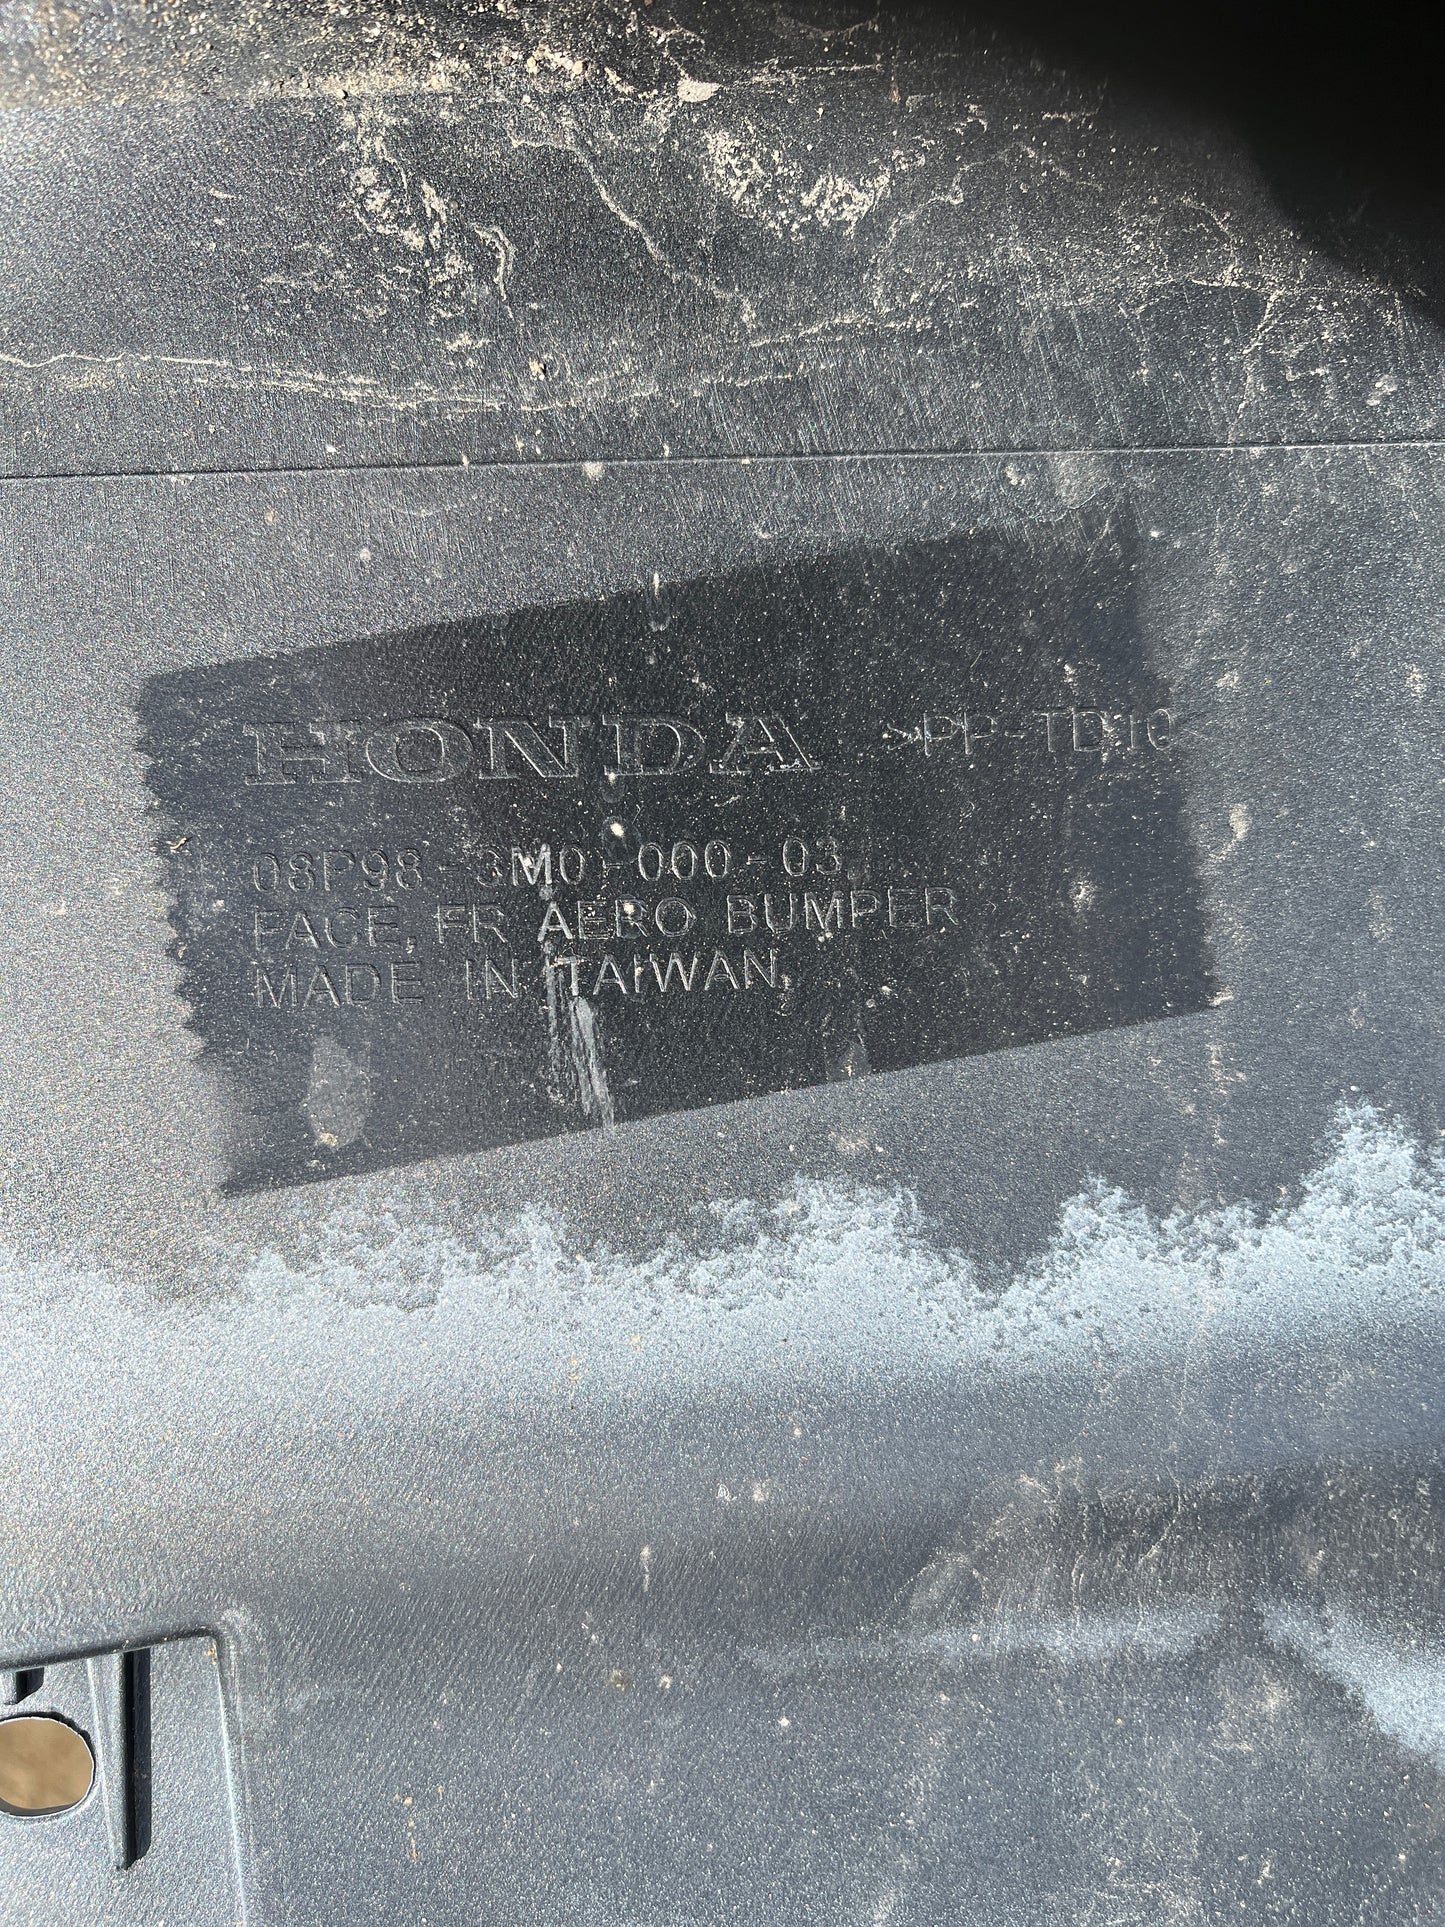 HONDA >PP-TD10<
08P98-3M0-000-03
FACE, FR AERO BUMPER
MADE IN TAIWAN